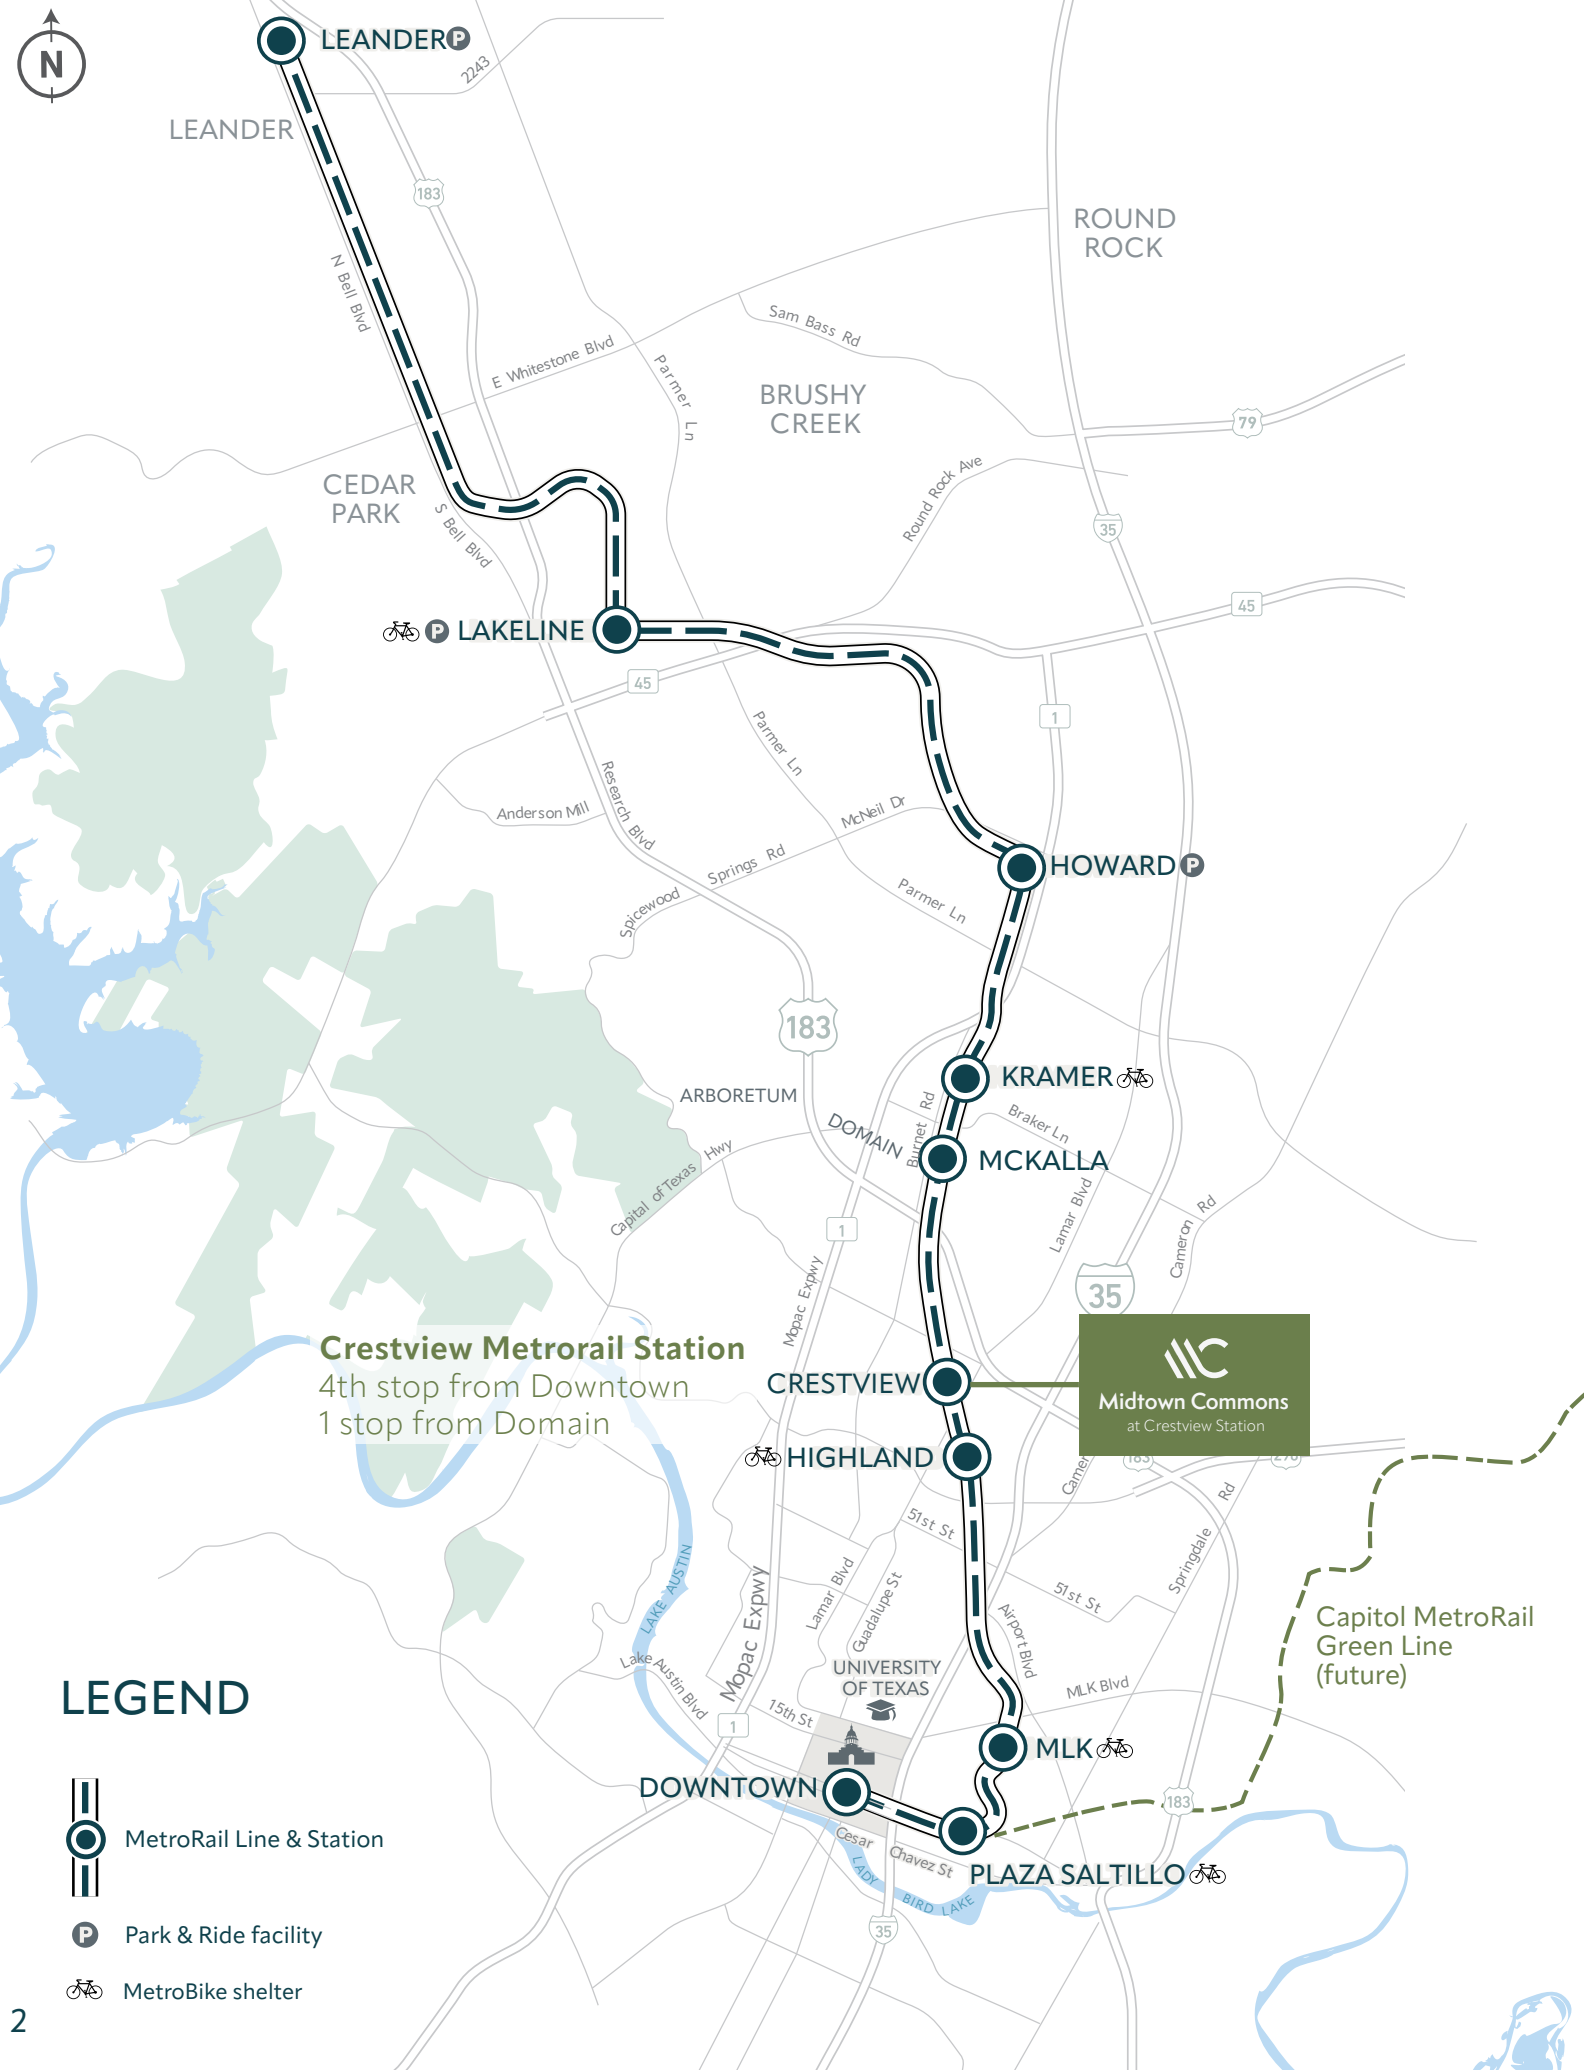 N
LEANDER P
2243
LEANDER
183
ROUND
ROCK
N Bell Blvd
Sam Bass Rd
E Whitestone Blvd
Parmer Ln
BRUSHY
CREEK
79
Round Rock Ave
CEDAR
PARK
S Bell Blvd
35
45
P LAKELINE
45
1
Parmer Ln
Research Blvd
Anderson Mill
McNeil Dr
Springs Rd
HOWARD P
Spicewood
Parmer Ln
183
KRAMER
ARBORETUM
Burnet Rd
Braker Ln
DOMAIN
MCKALLA
Capital of Texas Hwy
Lamar Blvd
Cameron Rd
1
Mopac Expwy
35
Crestview Metrorail Station
4th stop from Downtown
1 stop from Domain
CRESTVIEW
MC
Midtown Commons
at Crestview Station
HIGHLAND
183
Camer
Rd
51st St
LAKE AUSTIN
Springdale
Lamar Blvd
Guadalupe St
51st St
Mopac Expwy
Airport Blvd
Capitol MetroRail
Green Line
(future)
Lake Austin Blvd
UNIVERSITY
OF TEXAS
MLK Blvd
15th St
1
LEGEND
MLK
DOWNTOWN
183
MetroRail Line & Station
Cesar Chavez St
PLAZA SALTILLO
LADY BIRD LAKE
35
P Park & Ride facility
MetroBike shelter
2